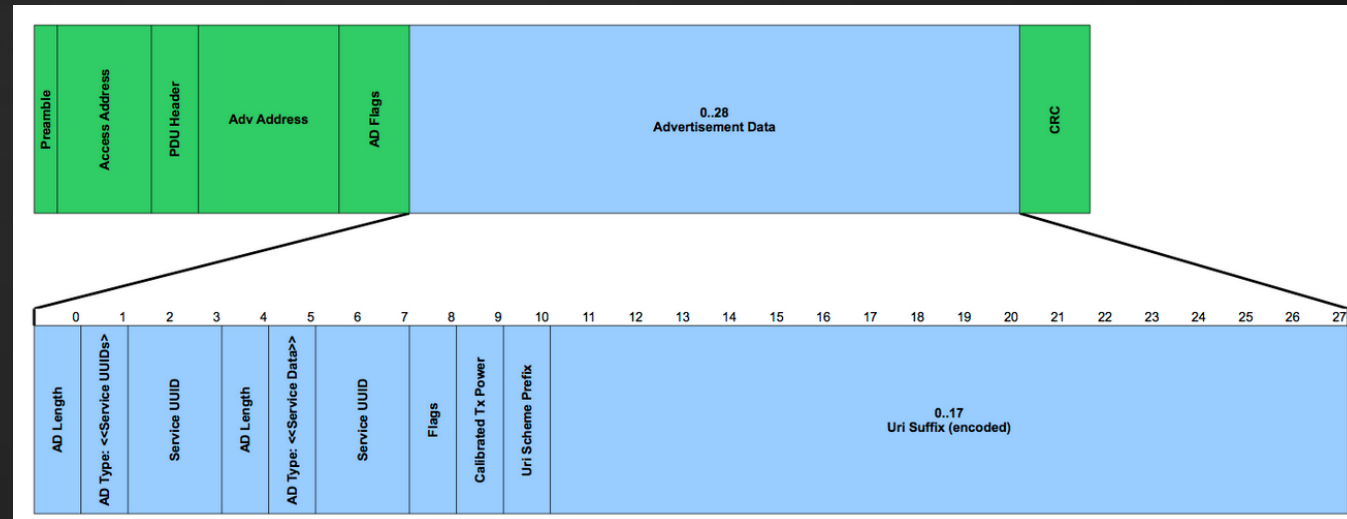 Preamble
Access Address
PDU Header
Adv Address
AD Flags
0..28
Advertisement Data
CRC
0 1 2 3 4 5 6 7 8 9 10 11 12 13 14 15 16 17 18 19 20 21 22 23 24 25 26 27
AD Length
AD Type: <<Service UUIDs>
Service UUID
AD Length
AD Type: <<Service Data>>
Service UUID
Flags
Calibrated Tx Power
Uri Scheme Prefix
0..17
Uri Suffix (encoded)